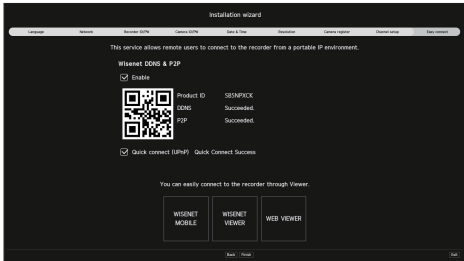 Installation wizard
Language Network Recorder ID/PW Camera ID/PW Date & Time Resolution Camera register Channel setup Easy connect
This service allows remote users to connect to the recorder from a portable IP environment.
Wisenet DDNS & P2P
Enable
Product ID SB5NPXCK
DDNS Succeeded.
P2P Succeeded.
Quick connect (UPnP) Quick Connect Success
You can easily connect to the recorder through Viewer.
WISENET MOBILE
WISENET VIEWER
WEB VIEWER
Back Finish Exit